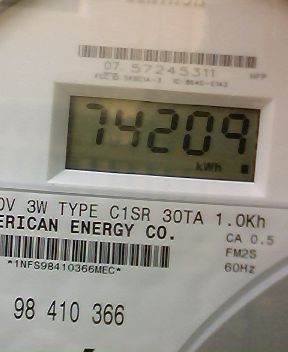 07 57245311
74209
kWh
0V 3W TYPE C1SR 30TA 1.0Kh
ERICAN ENERGY CO.
CA 0.5
FM2S
*1NFS98410366MEC*
60Hz
98 410 366